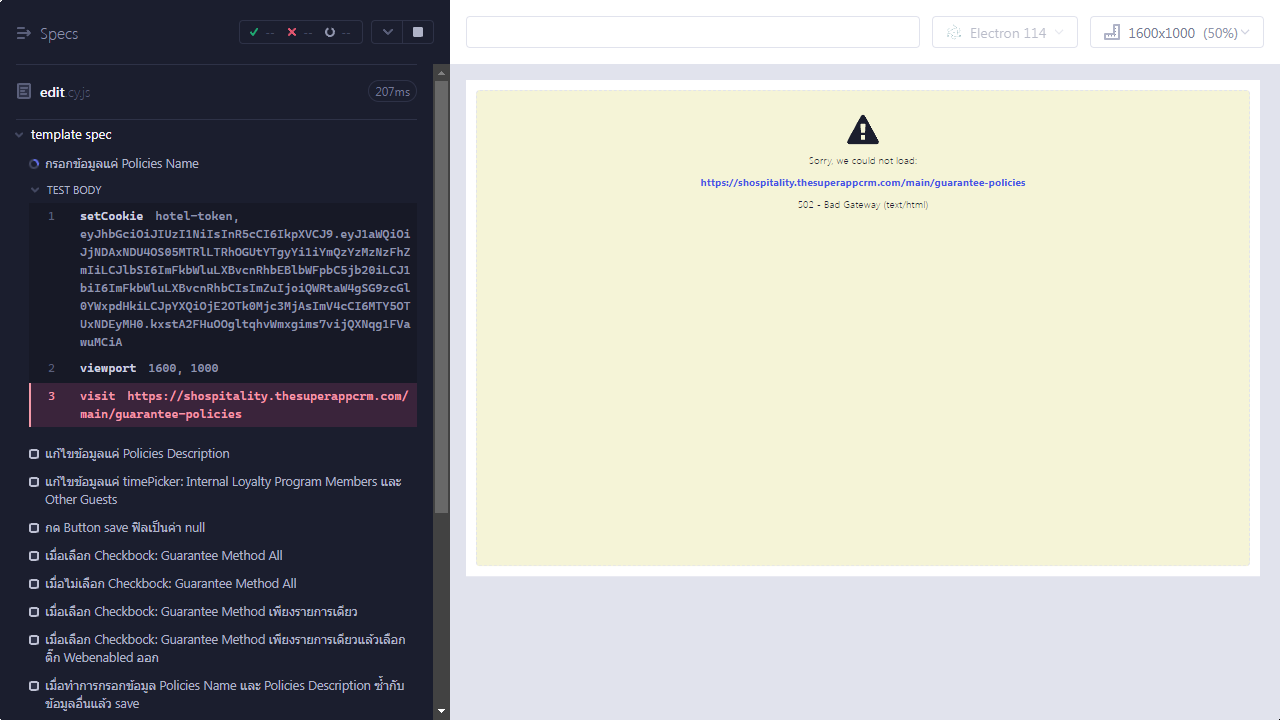 Specs
-- -- --
edit cy.js
207ms
template spec
กรอกข้อมูลแค่ Policies Name
TEST BODY
1 setCookie hotel-token,
eyJhbGciOiJIUzI1NiIsInR5cCI6IkpXVCJ9.eyJ1aWQiOi
JjNDAxNDU4OS05MTRlLTRhOGUtYTgyYi1iYmQzYzMzNzFhZ
mIiLCJlbSI6ImFkbWluLXBvcnRhbEBlbWFpbC5jb20iLCJ1
biI6ImFkbWluLXBvcnRhbCIsImZuIjoiQWRtaW4gSG9zcGl
0YWxpdHkiLCJpYXQiOjE2OTk0Mjc3MjAsImV4cCI6MTY5OT
UxNDEyMH0.kxstA2FHuOOgltqhvWmxgims7vijQXNqg1FVa
wuMCiA
2 viewport 1600, 1000
3 visit https://shospitality.thesuperappcrm.com/
main/guarantee-policies
แก้ไขข้อมูลแค่ Policies Description
แก้ไขข้อมูลแค่ timePicker: Internal Loyalty Program Members และ
Other Guests
กด Button save ฟิลเป็นค่า null
เมื่อเลือก Checkbock: Guarantee Method All
เมื่อไม่เลือก Checkbock: Guarantee Method All
เมื่อเลือก Checkbock: Guarantee Method เพียงรายการเดียว
เมื่อเลือก Checkbock: Guarantee Method เพียงรายการเดียวแล้วเลือก
ติ๊ก Webenabled ออก
เมื่อทำการกรอกข้อมูล Policies Name และ Policies Description ซ้ำกับ
ข้อมูลอื่นแล้ว save
Electron 114
1600x1000 (50%)
Sorry, we could not load:
https://shospitality.thesuperappcrm.com/main/guarantee-policies
502 - Bad Gateway (text/html)